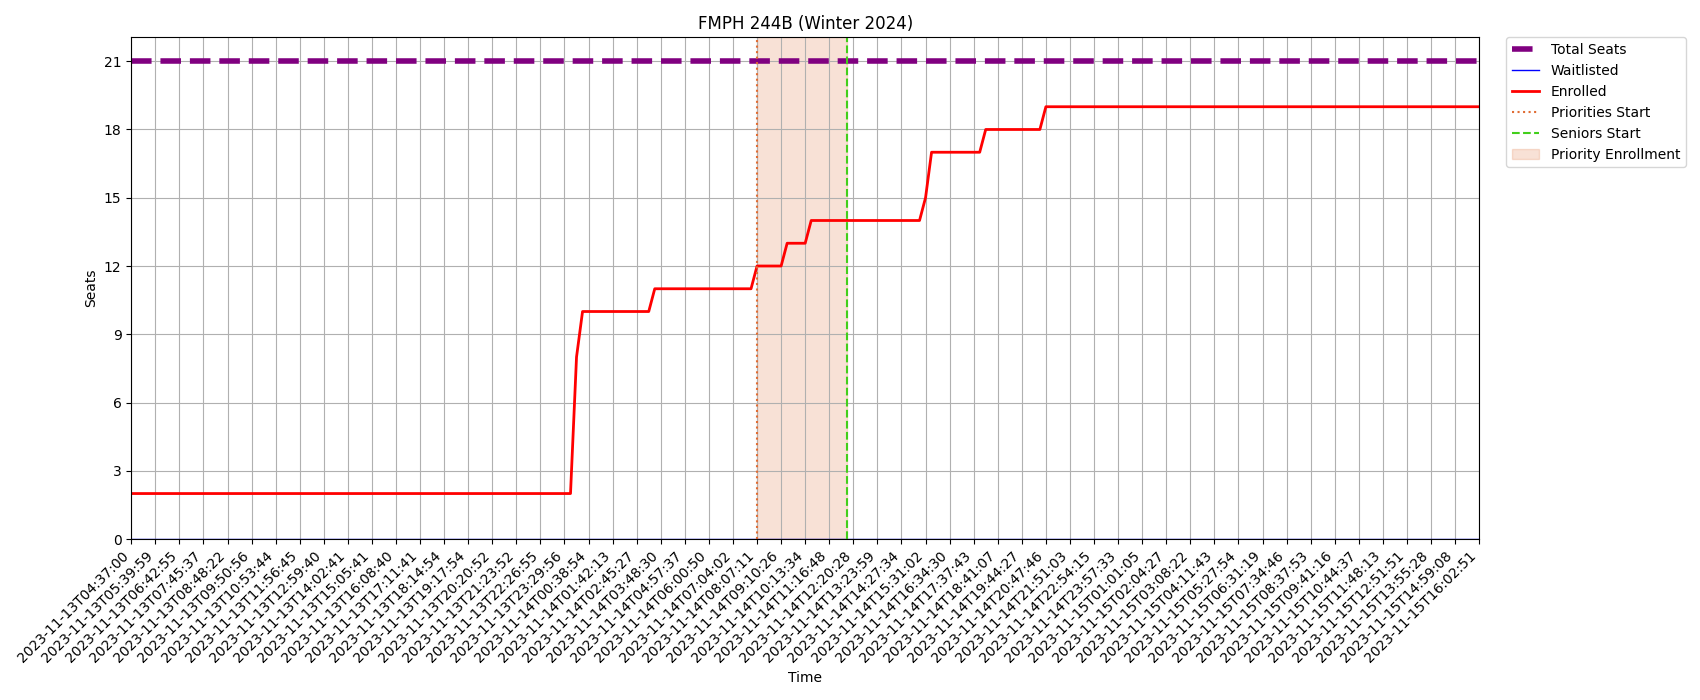 FMPH 244B (Winter 2024)
Total Seats
Waitlisted
Enrolled
Priorities Start
Seniors Start
Priority Enrollment
Seats
21
18
15
12
9
6
3
0
2023-11-13T04:37:00
2023-11-13T05:39:59
2023-11-13T06:42:55
2023-11-13T07:45:37
2023-11-13T08:48:22
2023-11-13T09:50:56
2023-11-13T10:53:44
2023-11-13T11:56:45
2023-11-13T12:59:40
2023-11-13T14:02:41
2023-11-13T15:05:41
2023-11-13T16:08:40
2023-11-13T17:11:41
2023-11-13T18:14:54
2023-11-13T19:17:54
2023-11-13T20:20:52
2023-11-13T21:23:52
2023-11-13T22:26:55
2023-11-13T23:29:56
2023-11-14T00:38:54
2023-11-14T01:42:13
2023-11-14T02:45:27
2023-11-14T03:48:30
2023-11-14T04:57:37
2023-11-14T06:00:50
2023-11-14T07:04:02
2023-11-14T08:07:11
2023-11-14T09:10:26
2023-11-14T10:13:34
2023-11-14T11:16:48
2023-11-14T12:20:28
2023-11-14T13:23:59
2023-11-14T14:27:34
2023-11-14T15:31:02
2023-11-14T16:34:30
2023-11-14T17:37:43
2023-11-14T18:41:07
2023-11-14T19:44:27
2023-11-14T20:47:46
2023-11-14T21:51:03
2023-11-14T22:54:15
2023-11-14T23:57:33
2023-11-15T01:01:05
2023-11-15T02:04:27
2023-11-15T03:08:22
2023-11-15T04:11:43
2023-11-15T05:27:54
2023-11-15T06:31:19
2023-11-15T07:34:46
2023-11-15T08:37:53
2023-11-15T09:41:16
2023-11-15T10:44:37
2023-11-15T11:48:13
2023-11-15T12:51:51
2023-11-15T13:55:28
2023-11-15T14:59:08
2023-11-15T16:02:51
Time